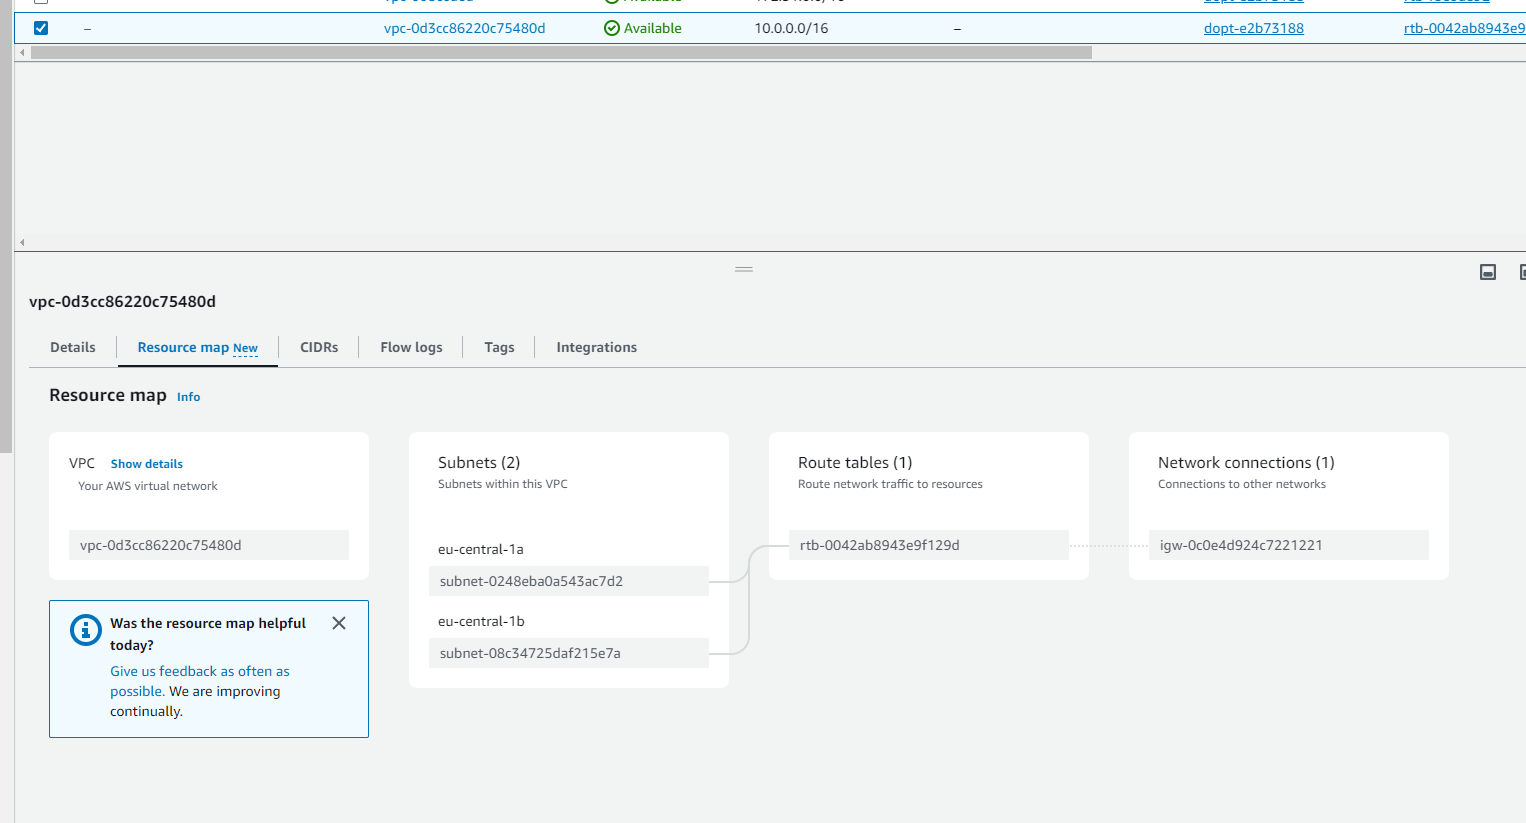 – vpc-0d3cc86220c75480d Available 10.0.0.0/16 – dopt-e2b73188 rtb-0042ab8943e9
vpc-0d3cc86220c75480d
Details Resource map New CIDRs Flow logs Tags Integrations
Resource map Info
VPC Show details
Your AWS virtual network
vpc-0d3cc86220c75480d
Was the resource map helpful
today?
Give us feedback as often as
possible. We are improving
continually.
Subnets (2)
Subnets within this VPC
eu-central-1a
subnet-0248eba0a543ac7d2
eu-central-1b
subnet-08c34725daf215e7a
Route tables (1)
Route network traffic to resources
rtb-0042ab8943e9f129d
Network connections (1)
Connections to other networks
igw-0c0e4d924c7221221